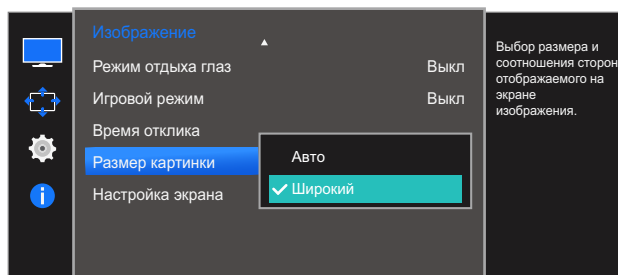 Изображение
Режим отдыха глаз Выкл
Игровой режим Выкл
Время отклика
Размер картинки
Авто
Широкий
Настройка экрана
Выбор размера и
соотношения сторон
отображаемого на
экране
изображения.